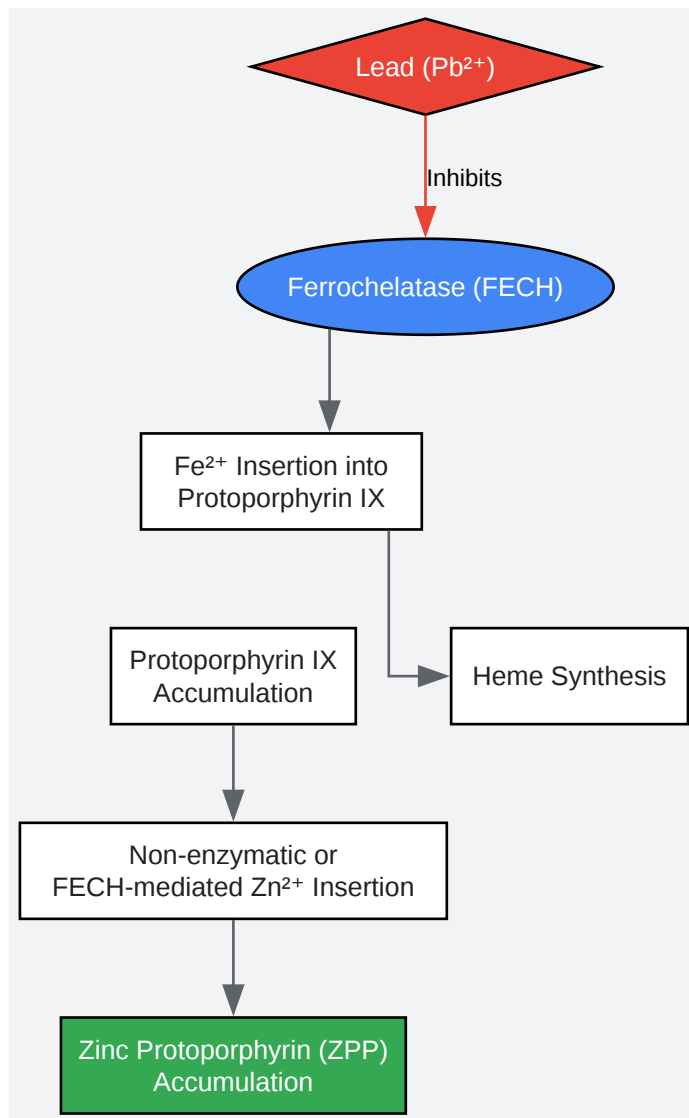 Lead (Pb²⁺)
Inhibits
Ferrochelatase (FECH)
Fe²⁺ Insertion into
Protoporphyrin IX
Protoporphyrin IX
Accumulation
Heme Synthesis
Non-enzymatic or
FECH-mediated Zn²⁺ Insertion
Zinc Protoporphyrin (ZPP)
Accumulation